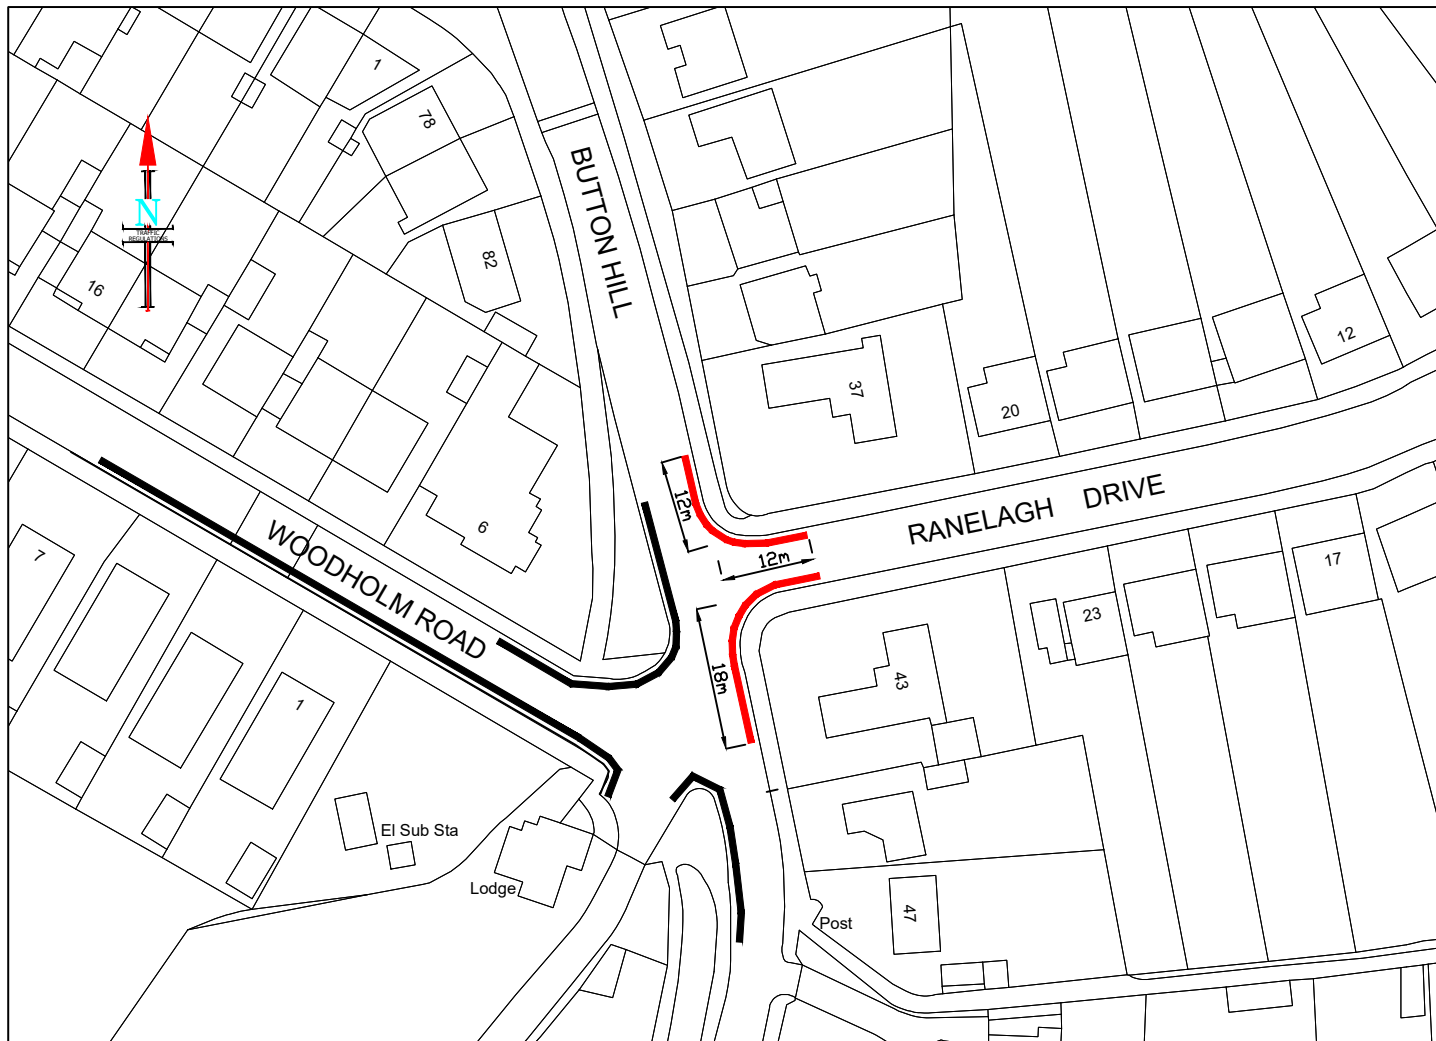 1
78
BUTTON HILL
N
TRAFFIC
REGULATIONS
82
16
37
12
20
12m
RANELAGH DRIVE
12m
6
WOODHOLM ROAD
7
17
23
18m
43
1
El Sub Sta
Lodge
47
Post